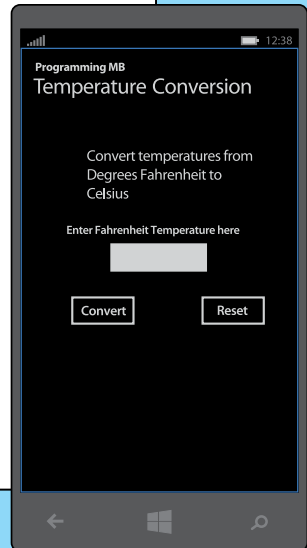 12:38
Programming MB
Temperature Conversion
Convert temperatures from
Degrees Fahrenheit to
Celsius
Enter Fahrenheit Temperature here
Convert Reset